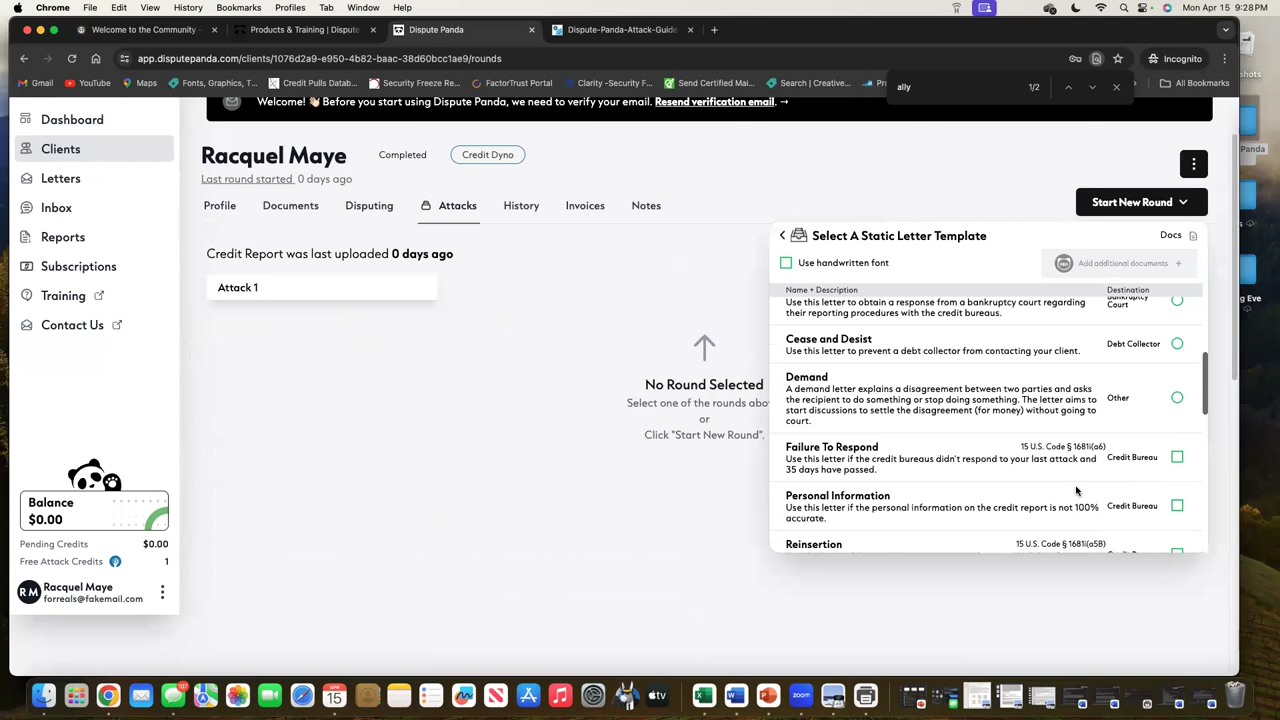 Chrome File Edit View History Bookmarks Profiles Tab Window Help
Mon Apr 15 9:28PM
Welcome to the Community -
Products & Training | Dispute
Dispute Panda
Dispute-Panda-Attack-Guide
app.disputepanda.com/clients/1076d2a9-e950-4b82-baac-38d60bcc1ae9/rounds
Incognito
Gmail YouTube Maps Fonts, Graphics, T... Credit Pulls Datab... Security Freeze Re... FactorTrust Portal Clarity -Security F... Send Certified Mai... Search | Creative... All Bookmarks
ally 1/2
Welcome! 👋 Before you start using Dispute Panda, we need to verify your email. Resend verification email. →
Dashboard
Clients
Letters
Inbox
Reports
Subscriptions
Training
Contact Us
Balance
$0.00
Pending Credits $0.00
Free Attack Credits 1
RM
Racquel Maye
forreals@fakemail.com
Racquel Maye Completed Credit Dyno
Last round started 0 days ago
Profile Documents Disputing Attacks History Invoices Notes
Start New Round
Credit Report was last uploaded 0 days ago
Attack 1
No Round Selected
Select one of the rounds abo
or
Click "Start New Round".
Select A Static Letter Template
Docs
Use handwritten font
Add additional documents +
Name + Description Destination
Use this letter to obtain a response from a bankruptcy court regarding
their reporting procedures with the credit bureaus.
Bankruptcy
Court
Cease and Desist
Use this letter to prevent a debt collector from contacting your client.
Debt Collector
Demand
A demand letter explains a disagreement between two parties and asks
the recipient to do something or stop doing something. The letter aims to
start discussions to settle the disagreement (for money) without going to
court.
Other
Failure To Respond 15 U.S. Code § 1681i(a6)
Use this letter if the credit bureaus didn't respond to your last attack and
35 days have passed.
Credit Bureau
Personal Information
Use this letter if the personal information on the credit report is not 100%
accurate.
Credit Bureau
Reinsertion 15 U.S. Code § 1681i(a5B)